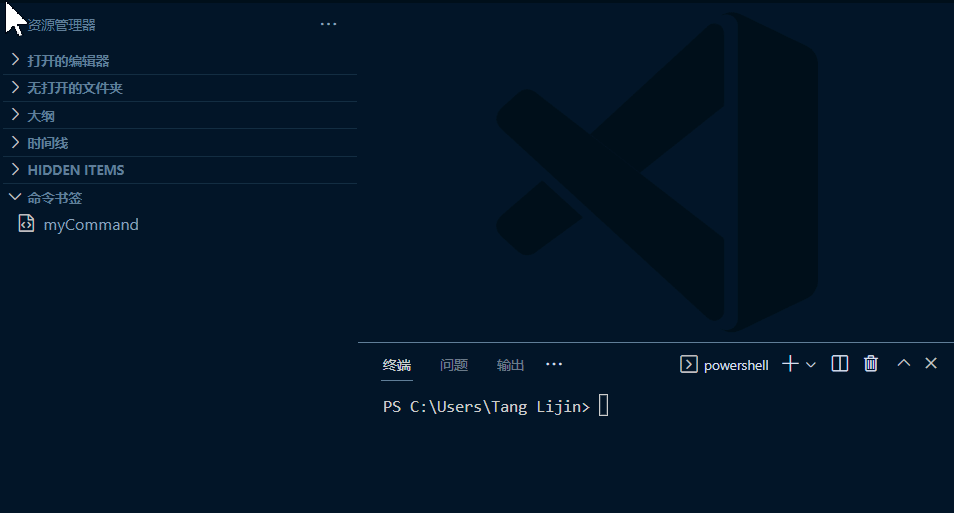 资源管理器
打开的编辑器
无打开的文件夹
大纲
时间线
HIDDEN ITEMS
命令书签
myCommand
终端 问题 输出 powershell
PS C:\Users\Tang Lijin>